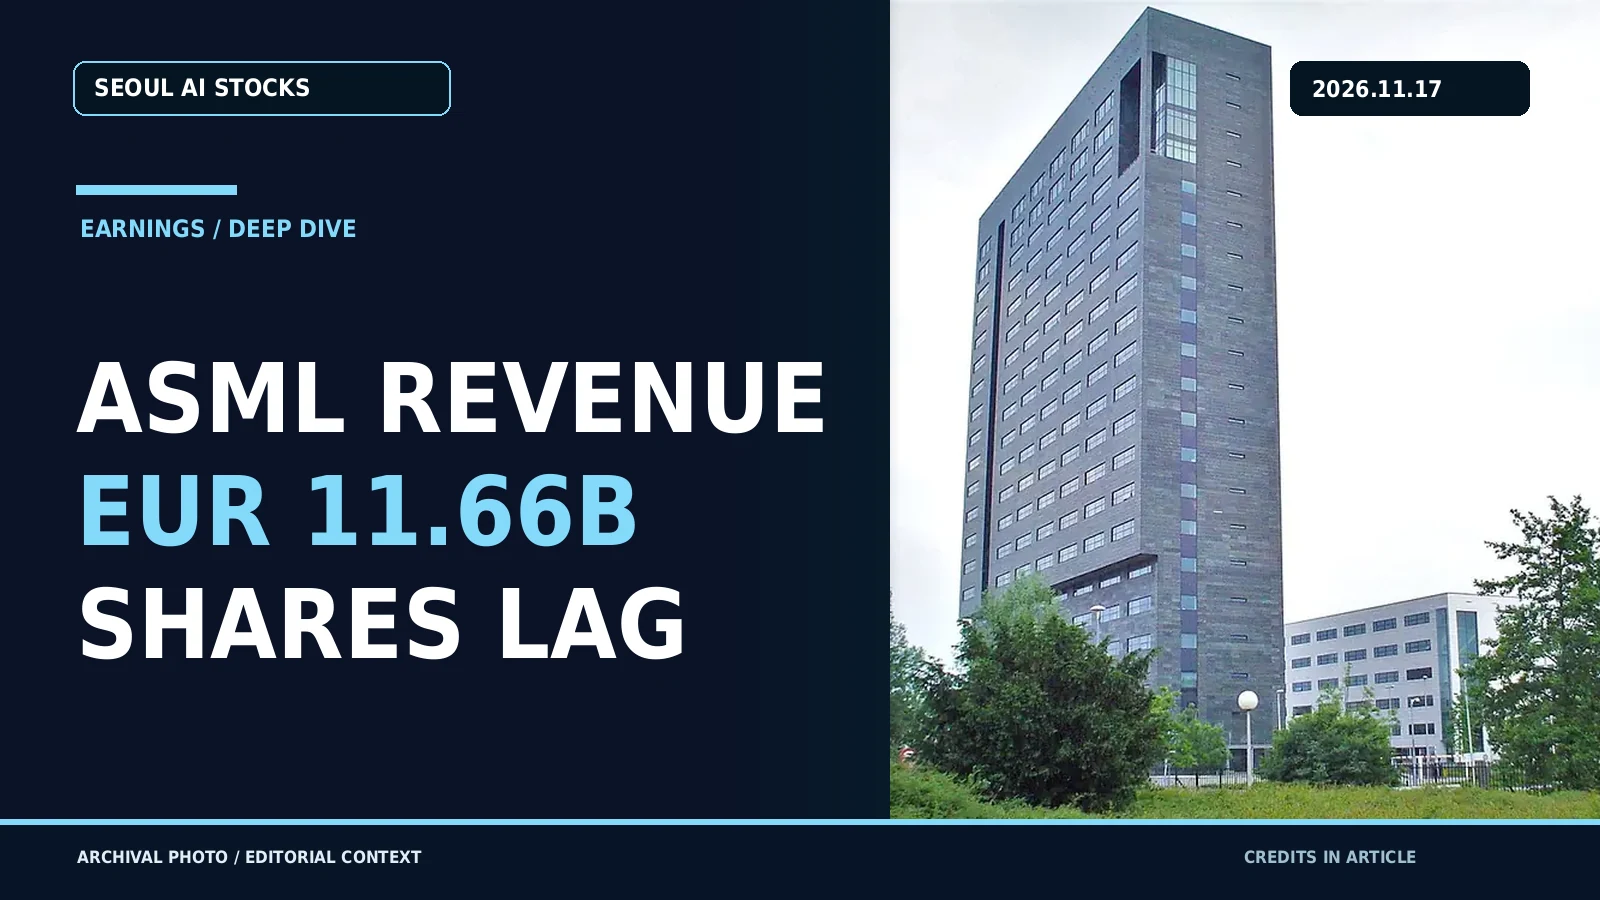 SEOUL AI STOCKS
2026.11.17
EARNINGS / DEEP DIVE
ASML REVENUE
EUR 11.66B
SHARES LAG
ARCHIVAL PHOTO / EDITORIAL CONTEXT
CREDITS IN ARTICLE